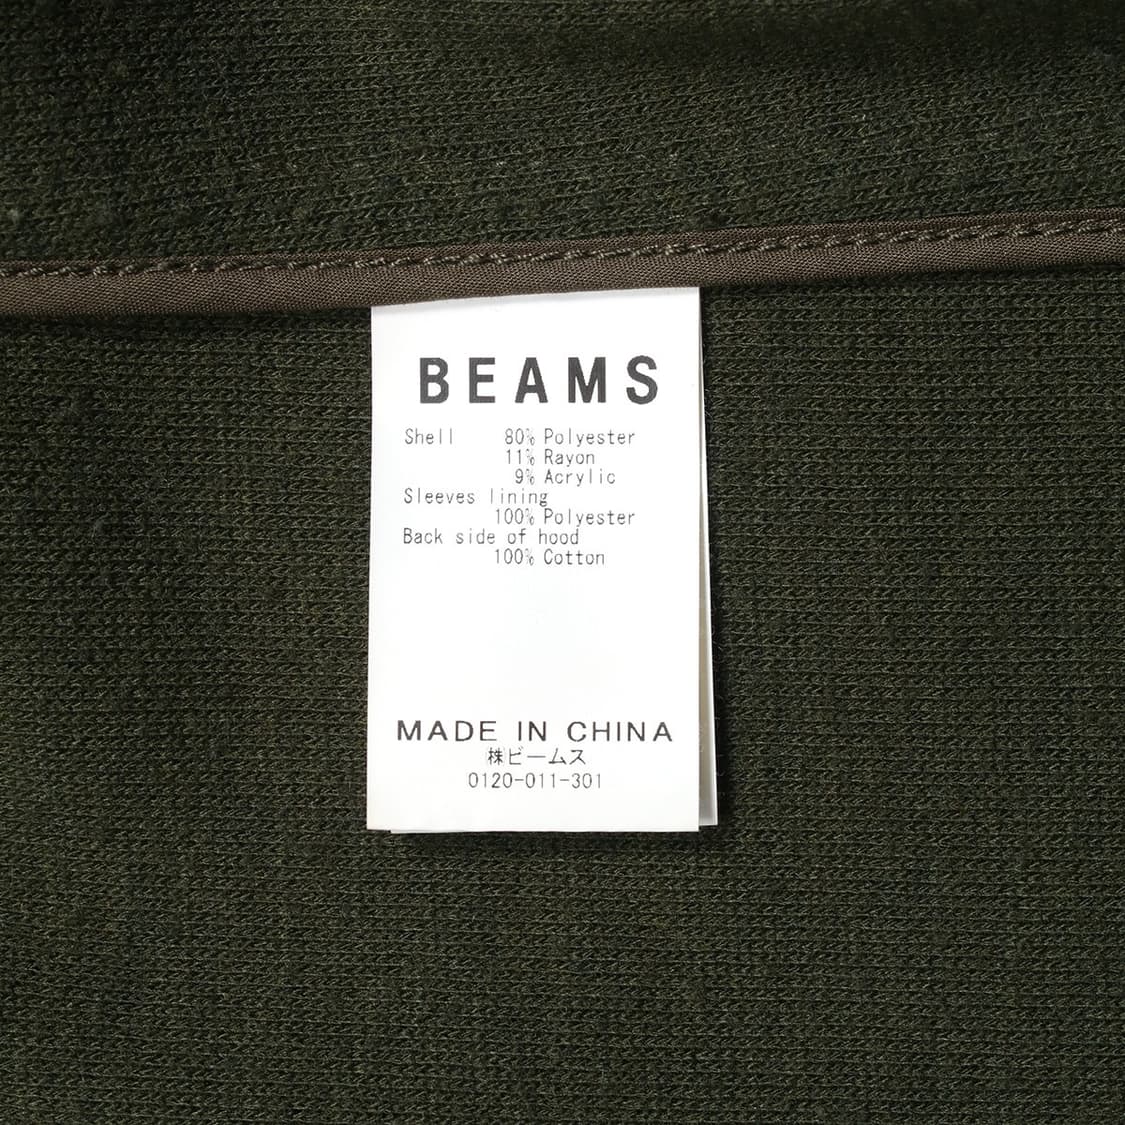 BEAMS
Shell 80% Polyester
11% Rayon
9% Acrylic
Sleeves lining
100% Polyester
Back side of hood
100% Cotton
MADE IN CHINA
㈱ビームス
0120-011-301